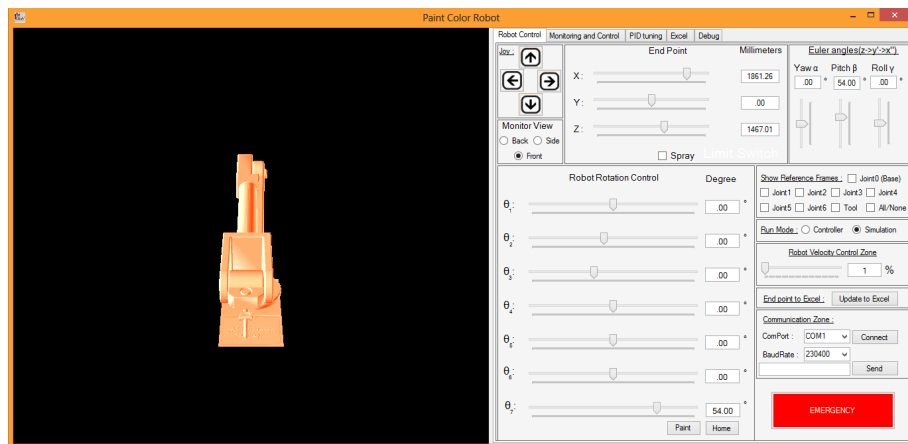 Paint Color Robot
Robot Control Monitoring and Control PID tuning Excel Debug
Joy :
End Point Millimeters
X : 1861.26
Y : .00
Z : 1467.01
Spray Limit Switch
Euler angles(z->y'->x'')
Yaw α Pitch β Roll γ
.00 ° 54.00 ° .00 °
Monitor View
Back Side
Front
Robot Rotation Control Degree
θ1: .00 °
θ2: .00 °
θ3: .00 °
θ4: .00 °
θ5: .00 °
θ6: .00 °
θ7: 54.00 °
Paint Home
Show Reference Frames : Joint0 (Base)
Joint1 Joint2 Joint3 Joint4
Joint5 Joint6 Tool All/None
Run Mode : Controller Simulation
Robot Velocity Control Zone
1 %
End point to Excel : Update to Excel
Communication Zone :
ComPort : COM1 Connect
BaudRate : 230400
Send
EMERGENCY